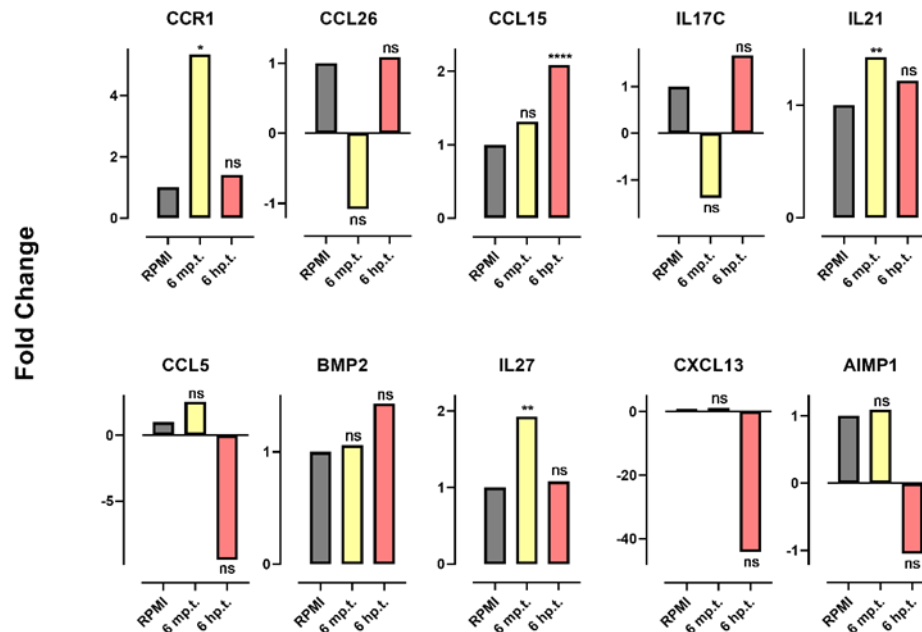 CCR1 CCL26 CCL15 IL17C IL21
* ns ns ns **** ns ns ns ** ns
4 2 0
1 0 -1
2 1 0
1 0 -1
1 0
RPMI 6 mp.t. 6 hp.t. RPMI 6 mp.t. 6 hp.t. RPMI 6 mp.t. 6 hp.t. RPMI 6 mp.t. 6 hp.t. RPMI 6 mp.t. 6 hp.t.
Fold Change
CCL5 BMP2 IL27 CXCL13 AIMP1
ns ns ns ns ** ns ns ns ns ns
0 -5
1 0
2 1 0
0 -20 -40
1 0 -1
RPMI 6 mp.t. 6 hp.t. RPMI 6 mp.t. 6 hp.t. RPMI 6 mp.t. 6 hp.t. RPMI 6 mp.t. 6 hp.t. RPMI 6 mp.t. 6 hp.t.